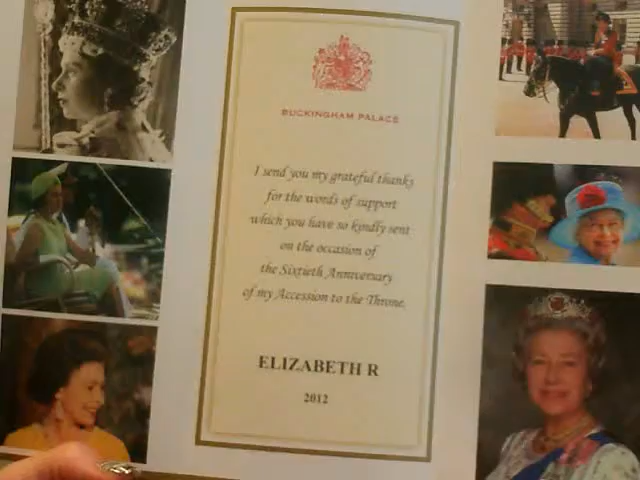 BUCKINGHAM PALACE
I send you my grateful thanks
for the words of support
which you have so kindly sent
on the occasion of
the Sixtieth Anniversary
of my Accession to the Throne.
ELIZABETH R
2012